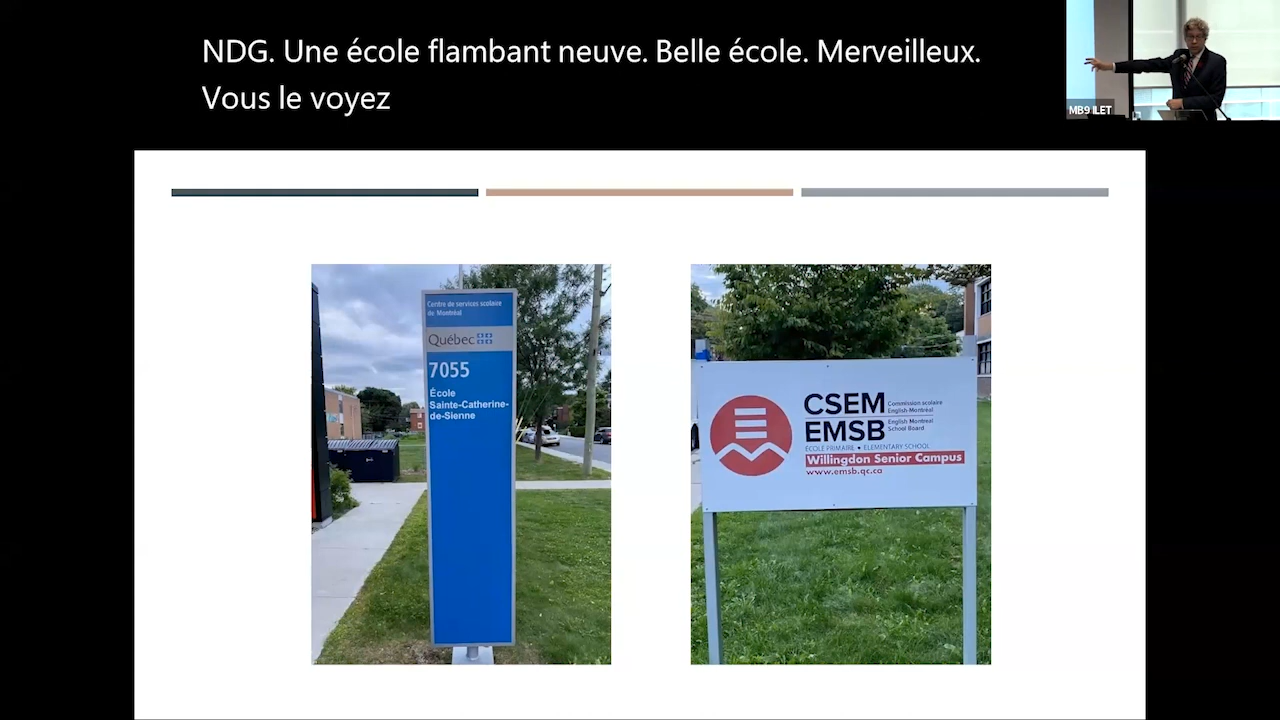 NDG. Une école flambant neuve. Belle école. Merveilleux.
Vous le voyez
MB9 ILET
Centre de services scolaire
de Montréal
Québec
7055
École
Sainte-Catherine-
de-Sienne
CSEM
Commission scolaire
English-Montréal
EMSB
English Montreal
School Board
ÉCOLE PRIMAIRE • ELEMENTARY SCHOOL
Willingdon Senior Campus
www.emsb.qc.ca